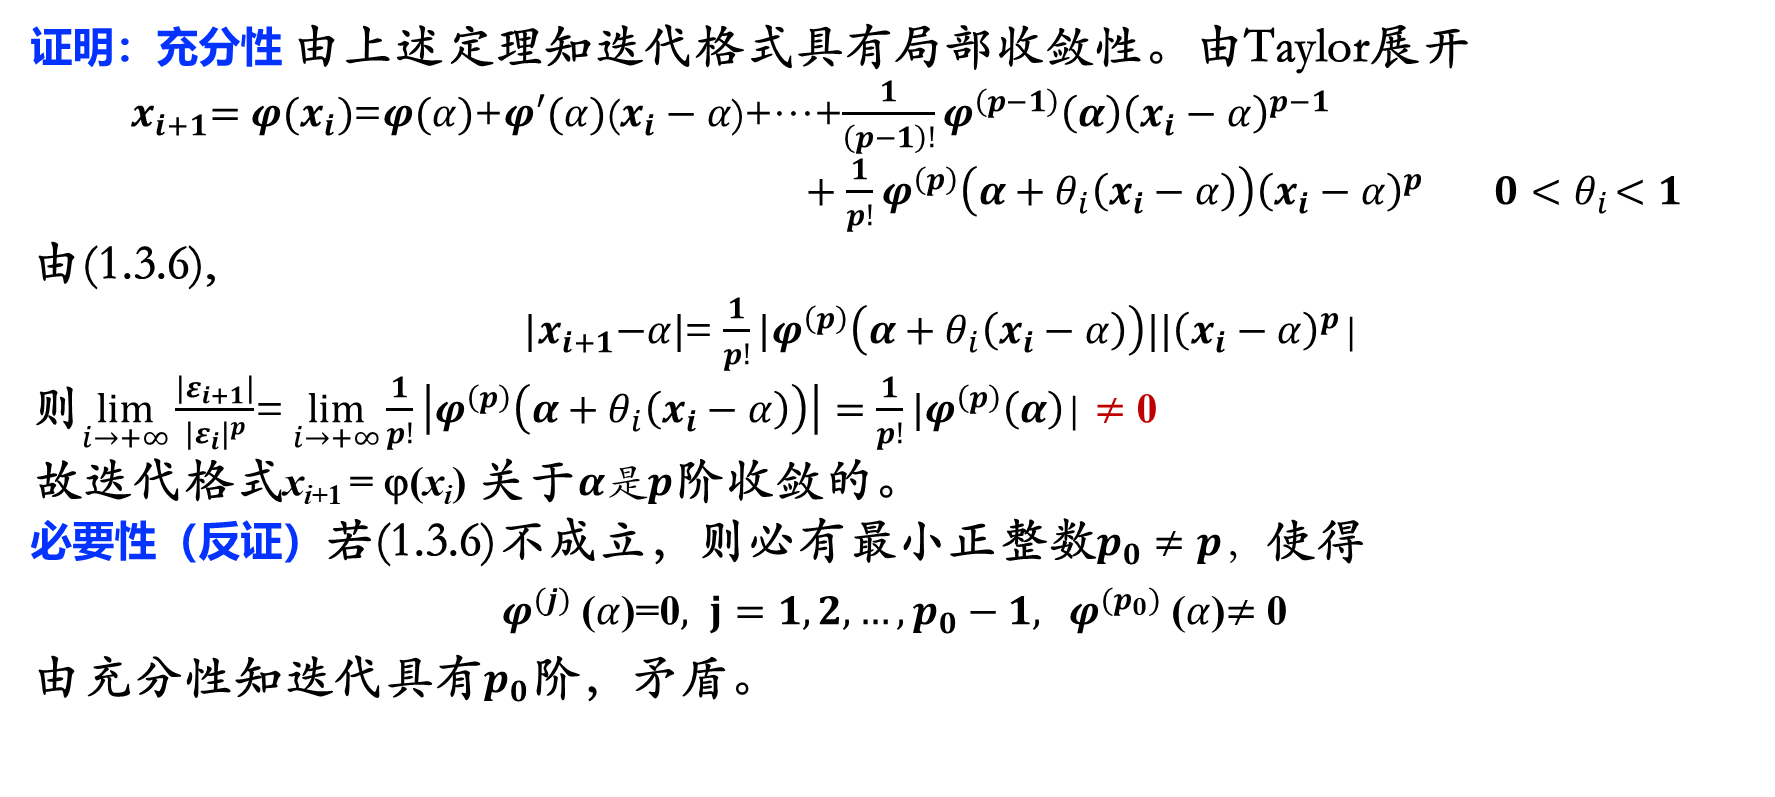 证明：充分性 由上述定理知迭代格式具有局部收敛性。由Taylor展开
x_{i+1}= φ(x_i)=φ(α)+φ′(α)(x_i − α)+⋯+\frac{1}{(p−1)!}φ^{(p−1)}(α)(x_i − α)^{p−1}
+\frac{1}{p!}φ^{(p)}(α + θ_i(x_i − α))(x_i − α)^p 0 < θ_i < 1
由(1.3.6),
|x_{i+1}−α|=\frac{1}{p!}|φ^{(p)}(α + θ_i(x_i − α))||(x_i − α)^p|
则 \lim_{i→+∞} \frac{|ε_{i+1}|}{|ε_i|^p}= \lim_{i→+∞} \frac{1}{p!}|φ^{(p)}(α + θ_i(x_i − α))| = \frac{1}{p!}|φ^{(p)}(α)| ≠ 0
故迭代格式x_{i+1} = φ(x_i) 关于α是p阶收敛的。
必要性（反证）若(1.3.6)不成立，则必有最小正整数p_0 ≠ p，使得
φ^{(j)} (α)=0, j = 1, 2, …, p_0 − 1, φ^{(p_0)} (α)≠ 0
由充分性知迭代具有p_0阶，矛盾。